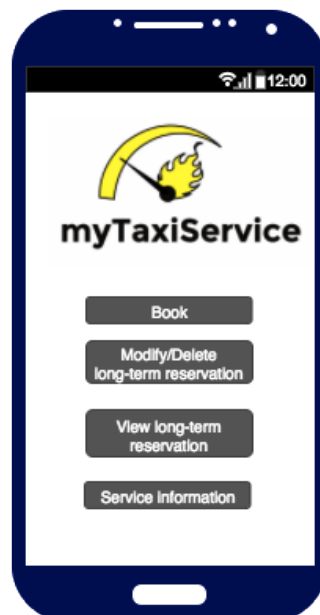 12:00
myTaxiService
Book
Modify/Delete
long-term reservation
View long-term
reservation
Service information